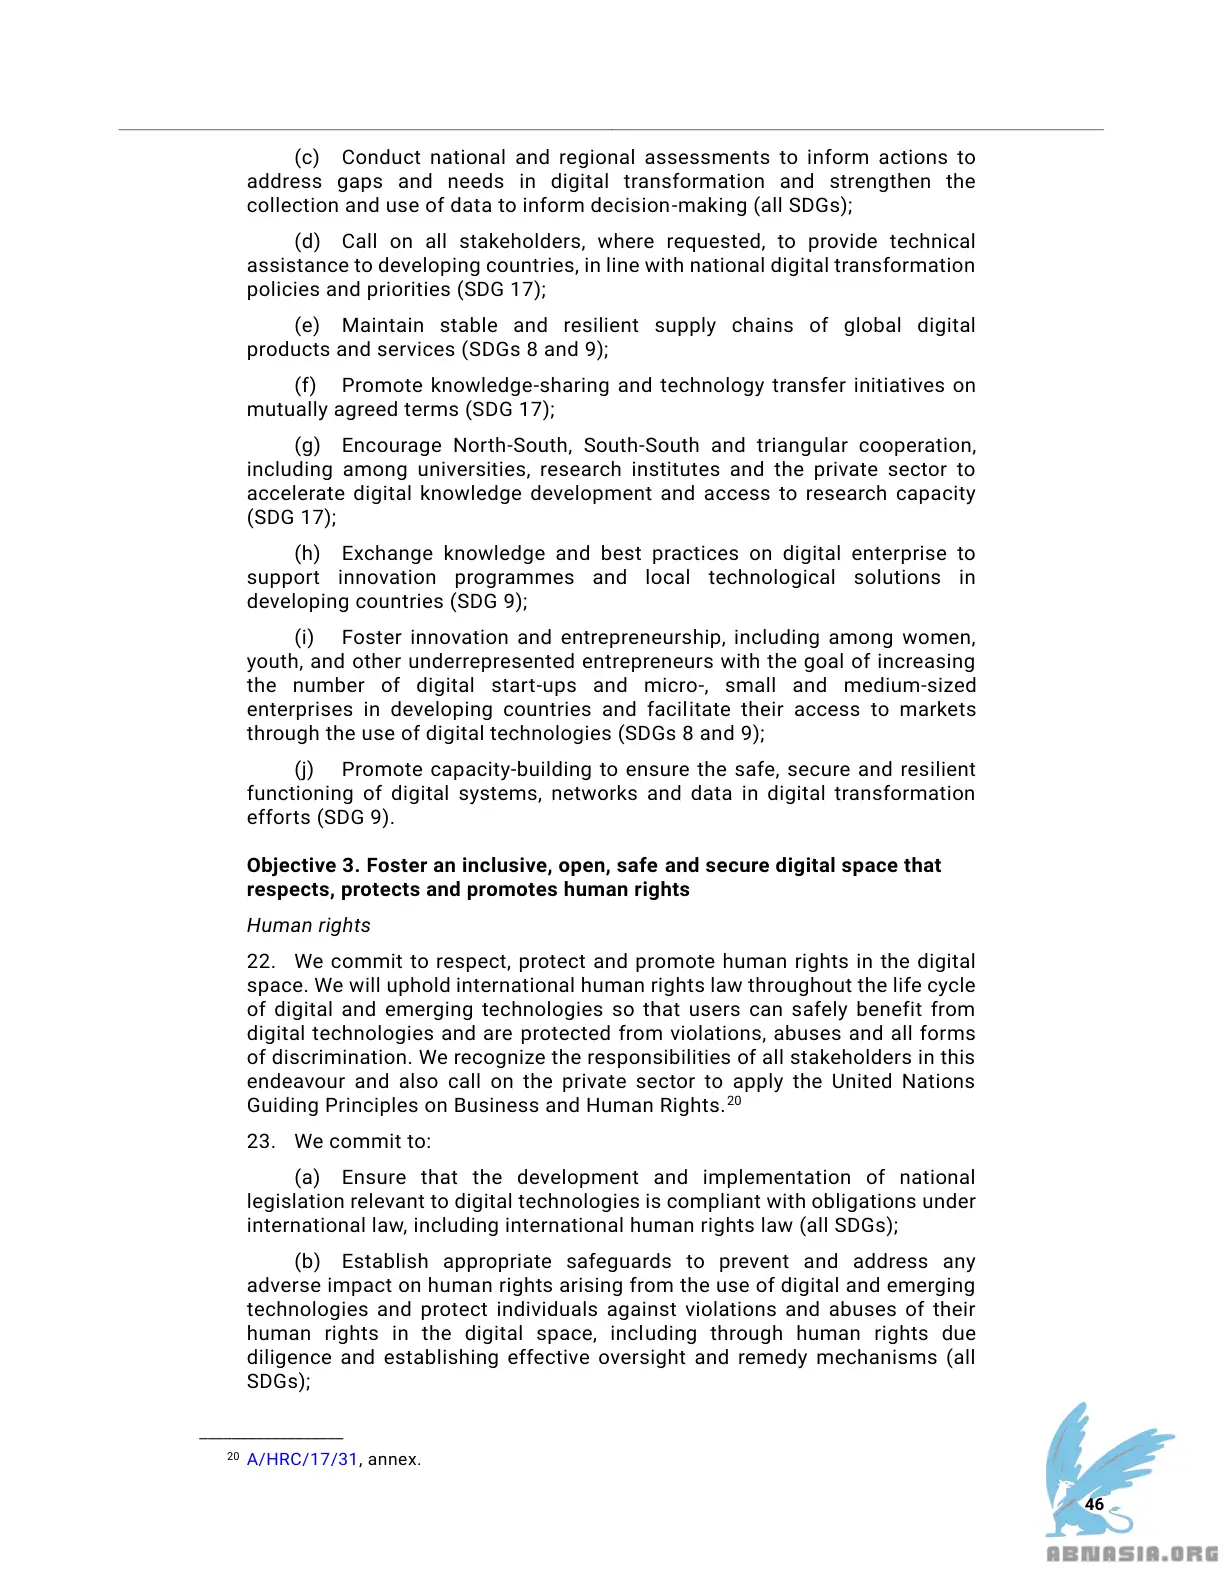 (c) Conduct national and regional assessments to inform actions to
address gaps and needs in digital transformation and strengthen the
collection and use of data to inform decision-making (all SDGs);
(d) Call on all stakeholders, where requested, to provide technical
assistance to developing countries, in line with national digital transformation
policies and priorities (SDG 17);
(e) Maintain stable and resilient supply chains of global digital
products and services (SDGs 8 and 9);
(f) Promote knowledge-sharing and technology transfer initiatives on
mutually agreed terms (SDG 17);
(g) Encourage North-South, South-South and triangular cooperation,
including among universities, research institutes and the private sector to
accelerate digital knowledge development and access to research capacity
(SDG 17);
(h) Exchange knowledge and best practices on digital enterprise to
support innovation programmes and local technological solutions in
developing countries (SDG 9);
(i) Foster innovation and entrepreneurship, including among women,
youth, and other underrepresented entrepreneurs with the goal of increasing
the number of digital start-ups and micro-, small and medium-sized
enterprises in developing countries and facilitate their access to markets
through the use of digital technologies (SDGs 8 and 9);
(j) Promote capacity-building to ensure the safe, secure and resilient
functioning of digital systems, networks and data in digital transformation
efforts (SDG 9).
Objective 3. Foster an inclusive, open, safe and secure digital space that
respects, protects and promotes human rights
Human rights
22. We commit to respect, protect and promote human rights in the digital
space. We will uphold international human rights law throughout the life cycle
of digital and emerging technologies so that users can safely benefit from
digital technologies and are protected from violations, abuses and all forms
of discrimination. We recognize the responsibilities of all stakeholders in this
endeavour and also call on the private sector to apply the United Nations
Guiding Principles on Business and Human Rights.20
23. We commit to:
(a) Ensure that the development and implementation of national
legislation relevant to digital technologies is compliant with obligations under
international law, including international human rights law (all SDGs);
(b) Establish appropriate safeguards to prevent and address any
adverse impact on human rights arising from the use of digital and emerging
technologies and protect individuals against violations and abuses of their
human rights in the digital space, including through human rights due
diligence and establishing effective oversight and remedy mechanisms (all
SDGs);
20 A/HRC/17/31, annex.
46
ABNASIA.ORG